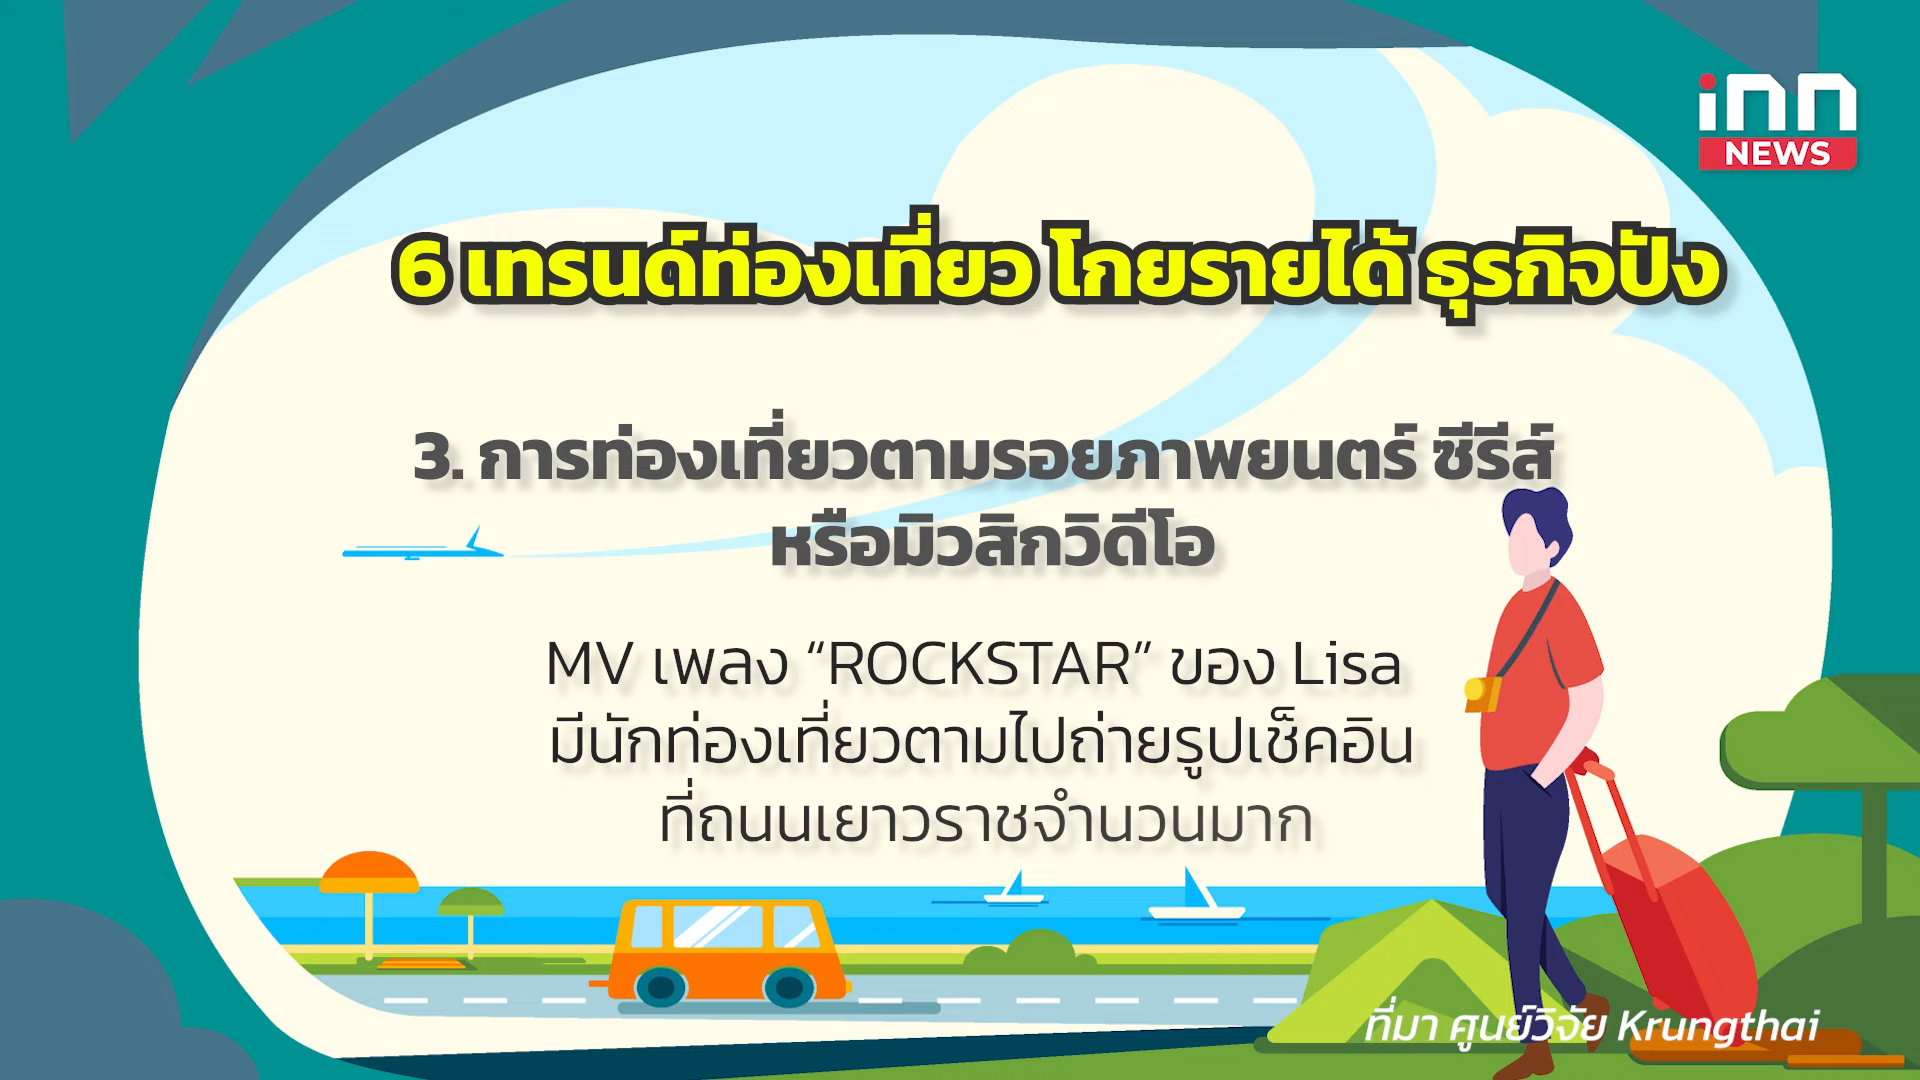 inn
NEWS
6 เทรนด์ท่องเที่ยว โกยรายได้ ธุรกิจปัง
3. การท่องเที่ยวตามรอยภาพยนตร์ ซีรีส์
หรือมิวสิกวิดีโอ
MV เพลง “ROCKSTAR” ของ Lisa
มีนักท่องเที่ยวตามไปถ่ายรูปเช็คอิน
ที่ถนนเยาวราชจำนวนมาก
ที่มา ศูนย์วิจัย Krungthai